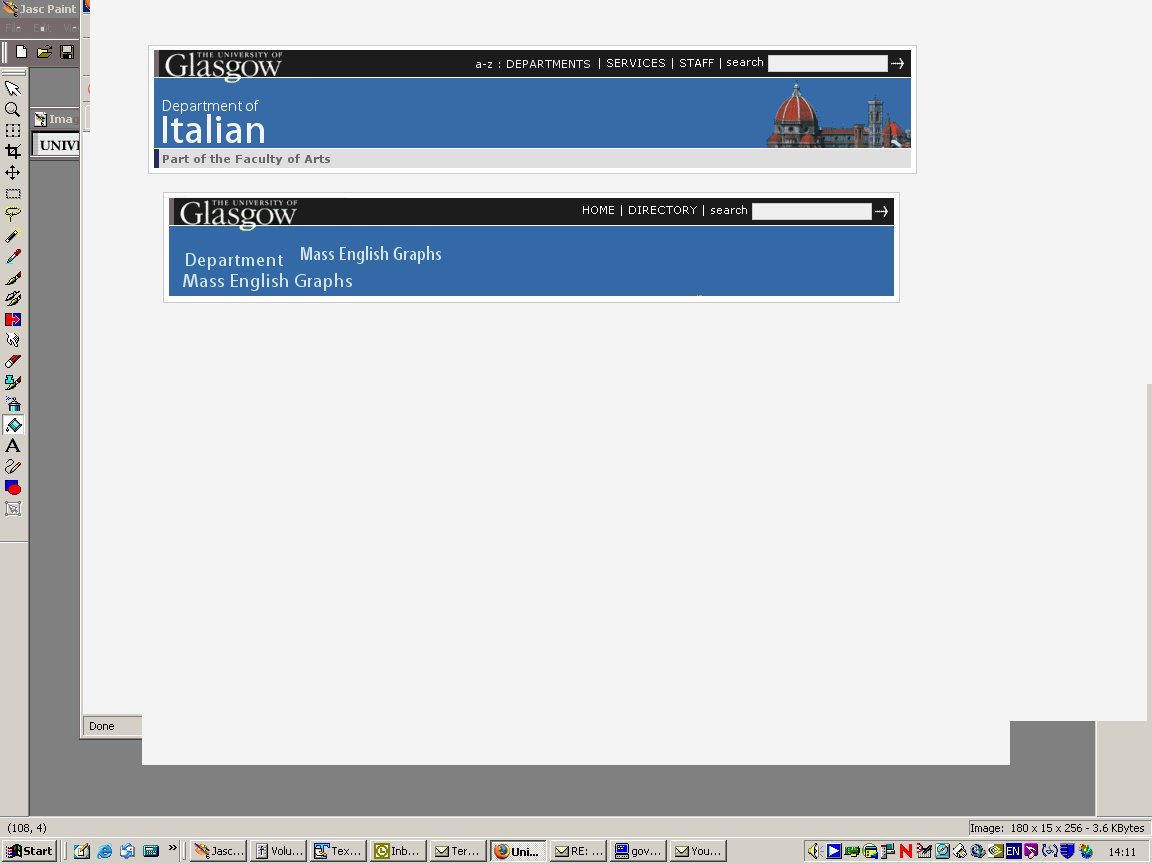 Jasc Paint
File Edit Vie
Ima
UNIVI
THE UNIVERSITY OF
Glasgow
a-z : DEPARTMENTS | SERVICES | STAFF | search
Department of
Italian
Part of the Faculty of Arts
THE UNIVERSITY OF
Glasgow
HOME | DIRECTORY | search
Department Mass English Graphs
Mass English Graphs
Done
(108, 4)
Image: 180 x 15 x 256 - 3.6 KBytes
Start
Jasc...
Volu...
Tex...
Inb...
Ter...
Uni...
RE: ...
gov...
You...
EN
14:11